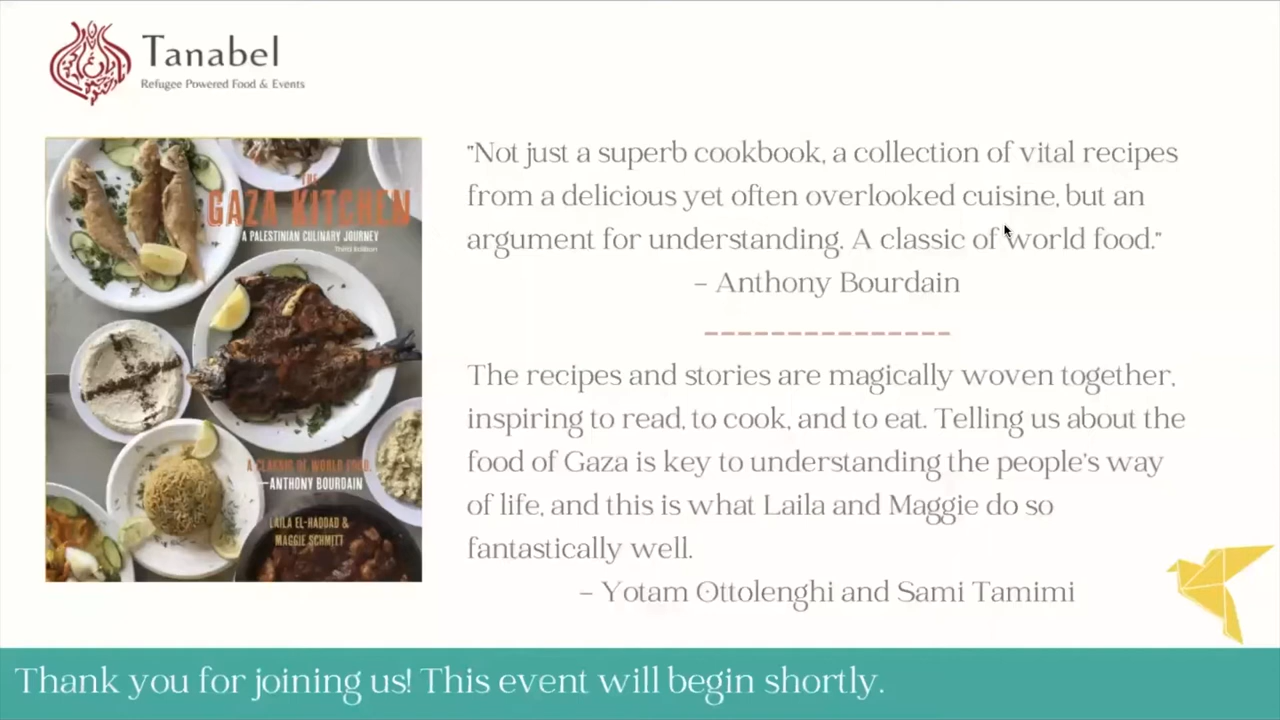 Tanabel
Refugee Powered Food & Events
THE
GAZA KITCHEN
A PALESTINIAN CULINARY JOURNEY
Third Edition
A CLASSIC OF WORLD FOOD.
—ANTHONY BOURDAIN
LAILA EL-HADDAD &
MAGGIE SCHMITT
"Not just a superb cookbook, a collection of vital recipes
from a delicious yet often overlooked cuisine, but an
argument for understanding. A classic of world food."
– Anthony Bourdain
The recipes and stories are magically woven together,
inspiring to read, to cook, and to eat. Telling us about the
food of Gaza is key to understanding the people's way
of life, and this is what Laila and Maggie do so
fantastically well.
– Yotam Ottolenghi and Sami Tamimi
Thank you for joining us! This event will begin shortly.